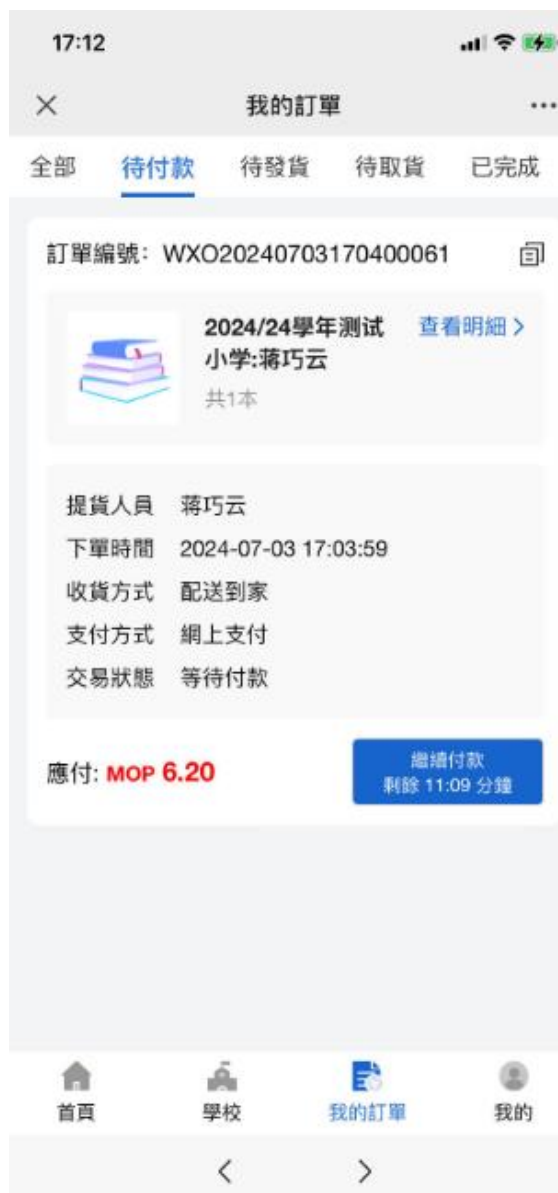 17:12
我的訂單
全部 待付款 待發貨 待取貨 已完成
訂單編號: WXO20240703170400061
2024/24學年测试 查看明細
小学:蒋巧云
共1本
提貨人員 蒋巧云
下單時間 2024-07-03 17:03:59
收貨方式 配送到家
支付方式 網上支付
交易狀態 等待付款
應付: MOP 6.20
繼續付款
剩餘 11:09 分鐘
首頁 學校 我的訂單 我的